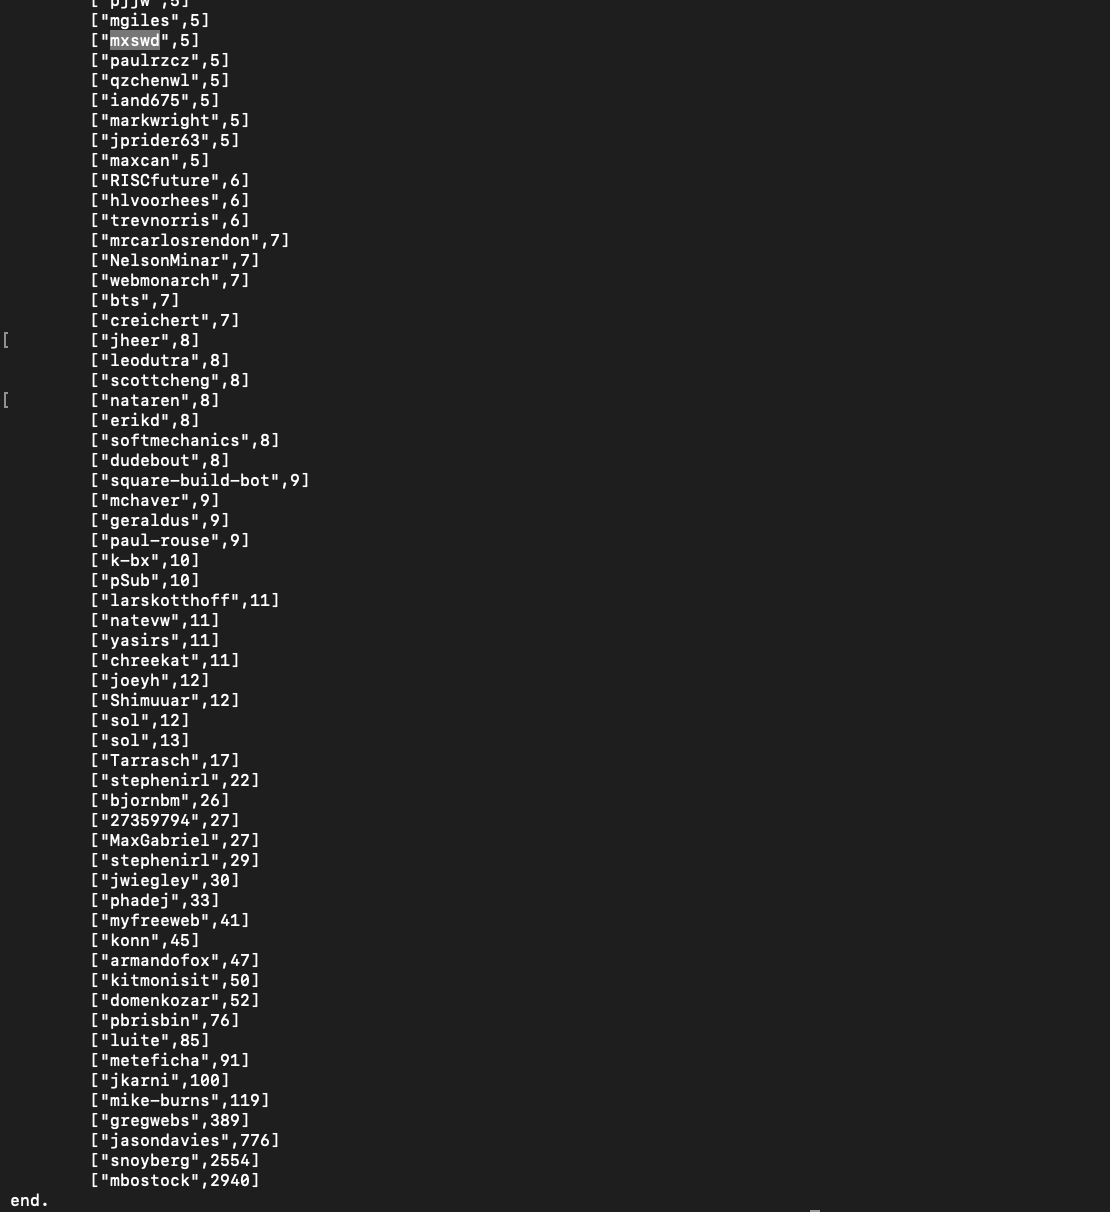 ["pjjw",5]
["mgiles",5]
["mxswd",5]
["paulrzcz",5]
["qzchenwl",5]
["iand675",5]
["markwright",5]
["jprider63",5]
["maxcan",5]
["RISCfuture",6]
["hlvoorhees",6]
["trevnorris",6]
["mrcarlosrendon",7]
["NelsonMinar",7]
["webmonarch",7]
["bts",7]
["creichert",7]
[ ["jheer",8]
["leodutra",8]
["scottcheng",8]
[ ["nataren",8]
["erikd",8]
["softmechanics",8]
["dudebout",8]
["square-build-bot",9]
["mchaver",9]
["geraldus",9]
["paul-rouse",9]
["k-bx",10]
["pSub",10]
["larskotthoff",11]
["natevw",11]
["yasirs",11]
["chreekat",11]
["joeyh",12]
["Shimuuar",12]
["sol",12]
["sol",13]
["Tarrasch",17]
["stephenirl",22]
["bjornbm",26]
["27359794",27]
["MaxGabriel",27]
["stephenirl",29]
["jwiegley",30]
["phadej",33]
["myfreeweb",41]
["konn",45]
["armandofox",47]
["kitmonisit",50]
["domenkozar",52]
["pbrisbin",76]
["luite",85]
["meteficha",91]
["jkarni",100]
["mike-burns",119]
["gregwebs",389]
["jasondavies",776]
["snoyberg",2554]
["mbostock",2940]
end.